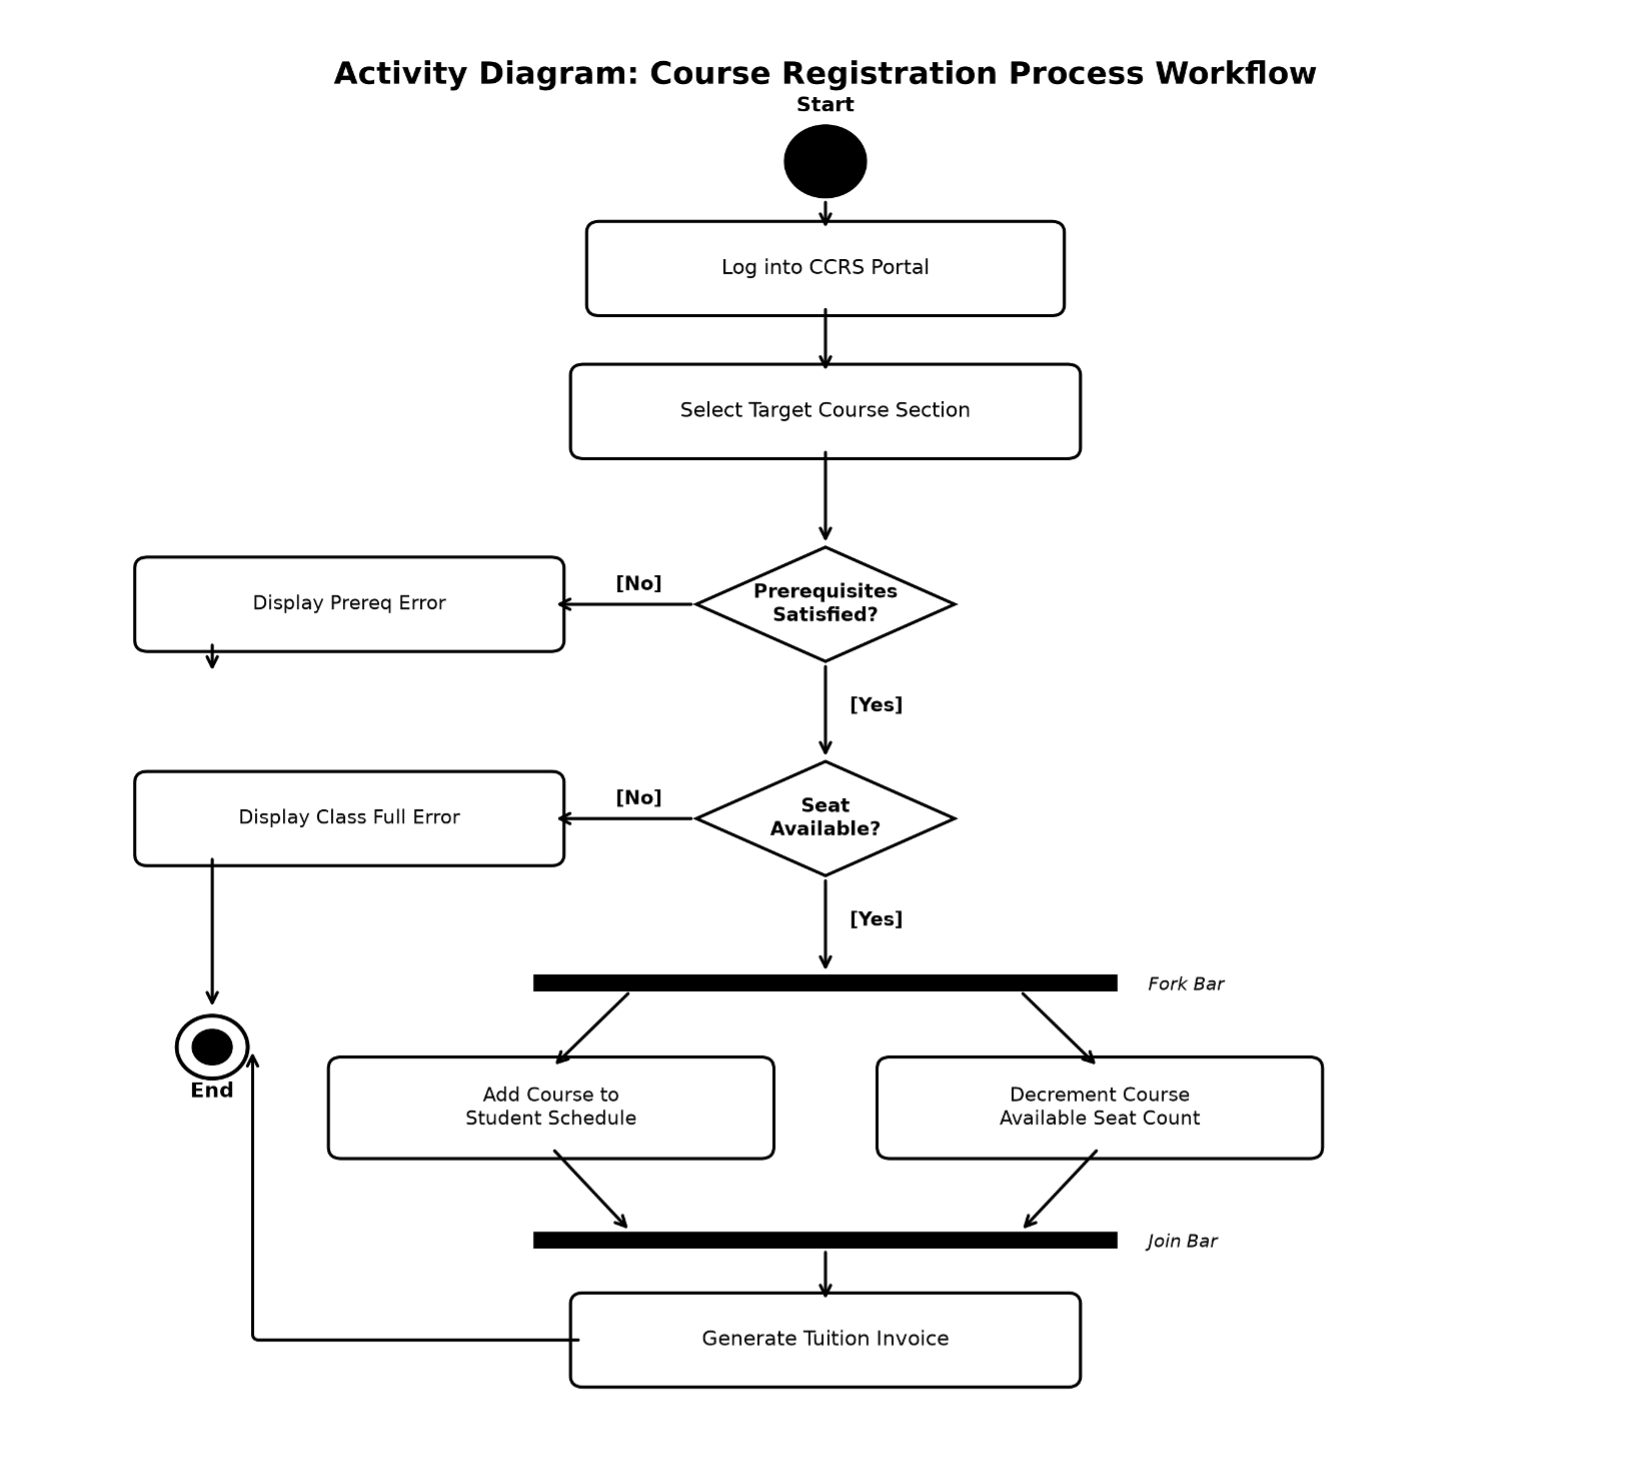 Activity Diagram: Course Registration Process Workflow
Start
Log into CCRS Portal
Select Target Course Section
Display Prereq Error
[No]
Prerequisites
Satisfied?
[Yes]
Display Class Full Error
[No]
Seat
Available?
[Yes]
Fork Bar
End
Add Course to
Student Schedule
Decrement Course
Available Seat Count
Join Bar
Generate Tuition Invoice